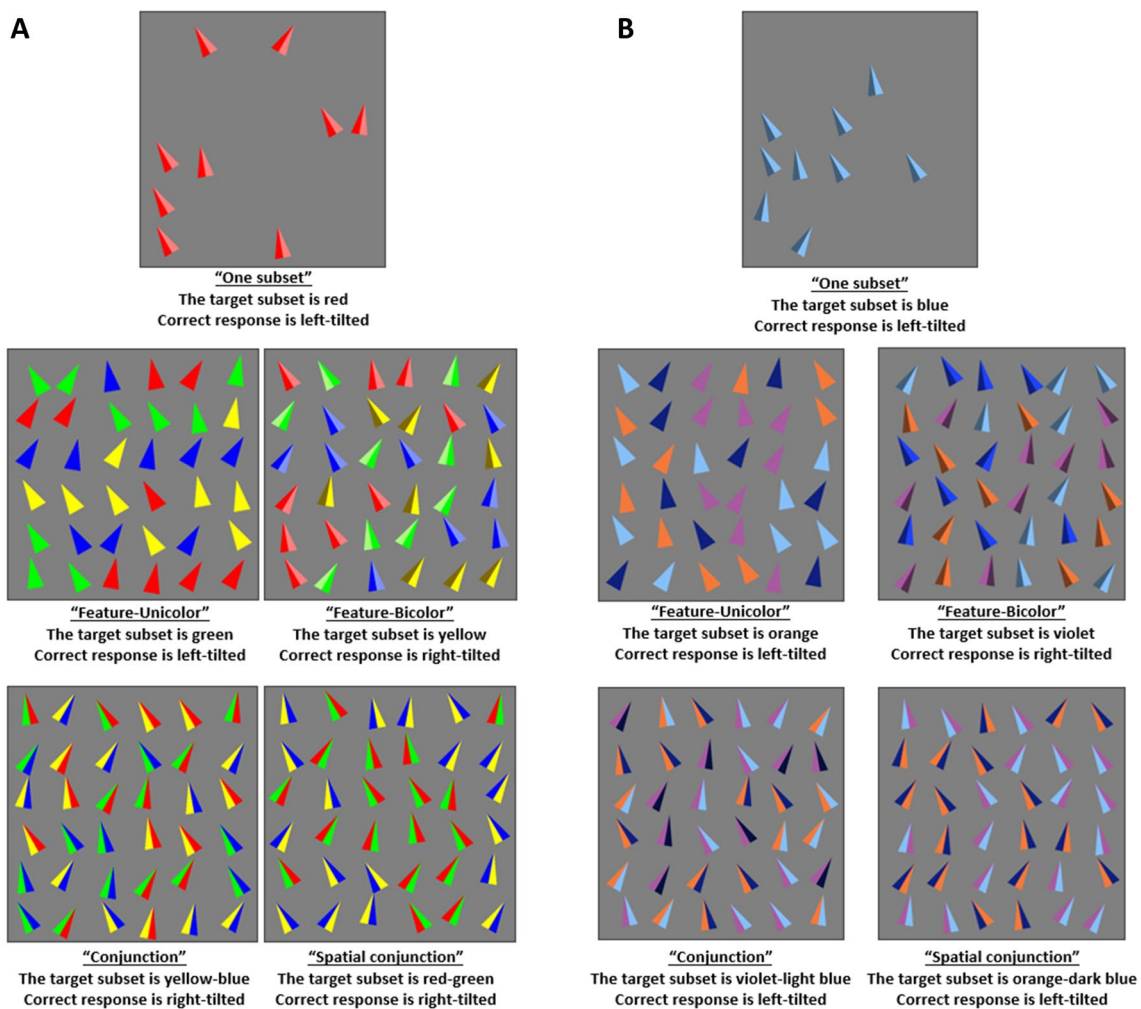 A
B
“One subset”
The target subset is red
Correct response is left-tilted
“One subset”
The target subset is blue
Correct response is left-tilted
“Feature-Unicolor”
The target subset is green
Correct response is left-tilted
“Feature-Bicolor”
The target subset is yellow
Correct response is right-tilted
“Feature-Unicolor”
The target subset is orange
Correct response is left-tilted
“Feature-Bicolor”
The target subset is violet
Correct response is right-tilted
“Conjunction”
The target subset is yellow-blue
Correct response is right-tilted
“Spatial conjunction”
The target subset is red-green
Correct response is right-tilted
“Conjunction”
The target subset is violet-light blue
Correct response is left-tilted
“Spatial conjunction”
The target subset is orange-dark blue
Correct response is left-tilted